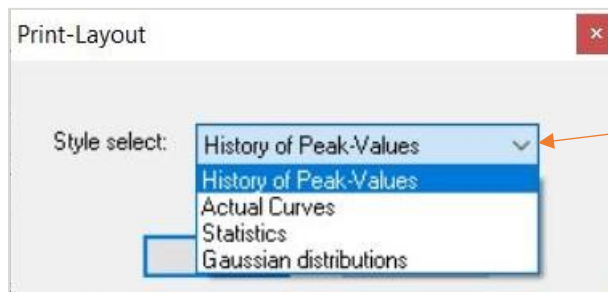 Print-Layout
Style select: History of Peak-Values
History of Peak-Values
Actual Curves
Statistics
Gaussian distributions